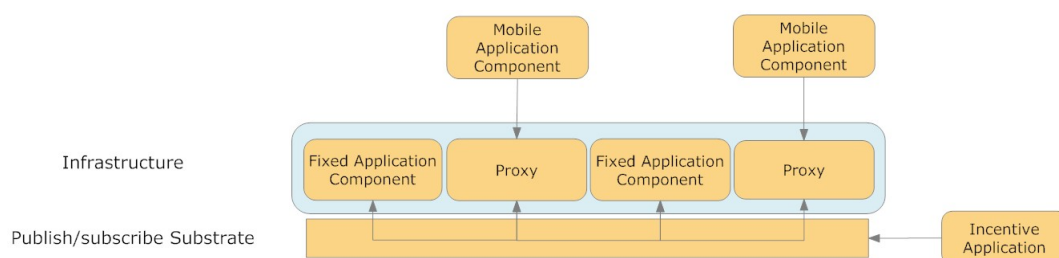 Mobile
Application
Component
Mobile
Application
Component
Infrastructure
Fixed Application
Component
Proxy
Fixed Application
Component
Proxy
Publish/subscribe Substrate
Incentive
Application